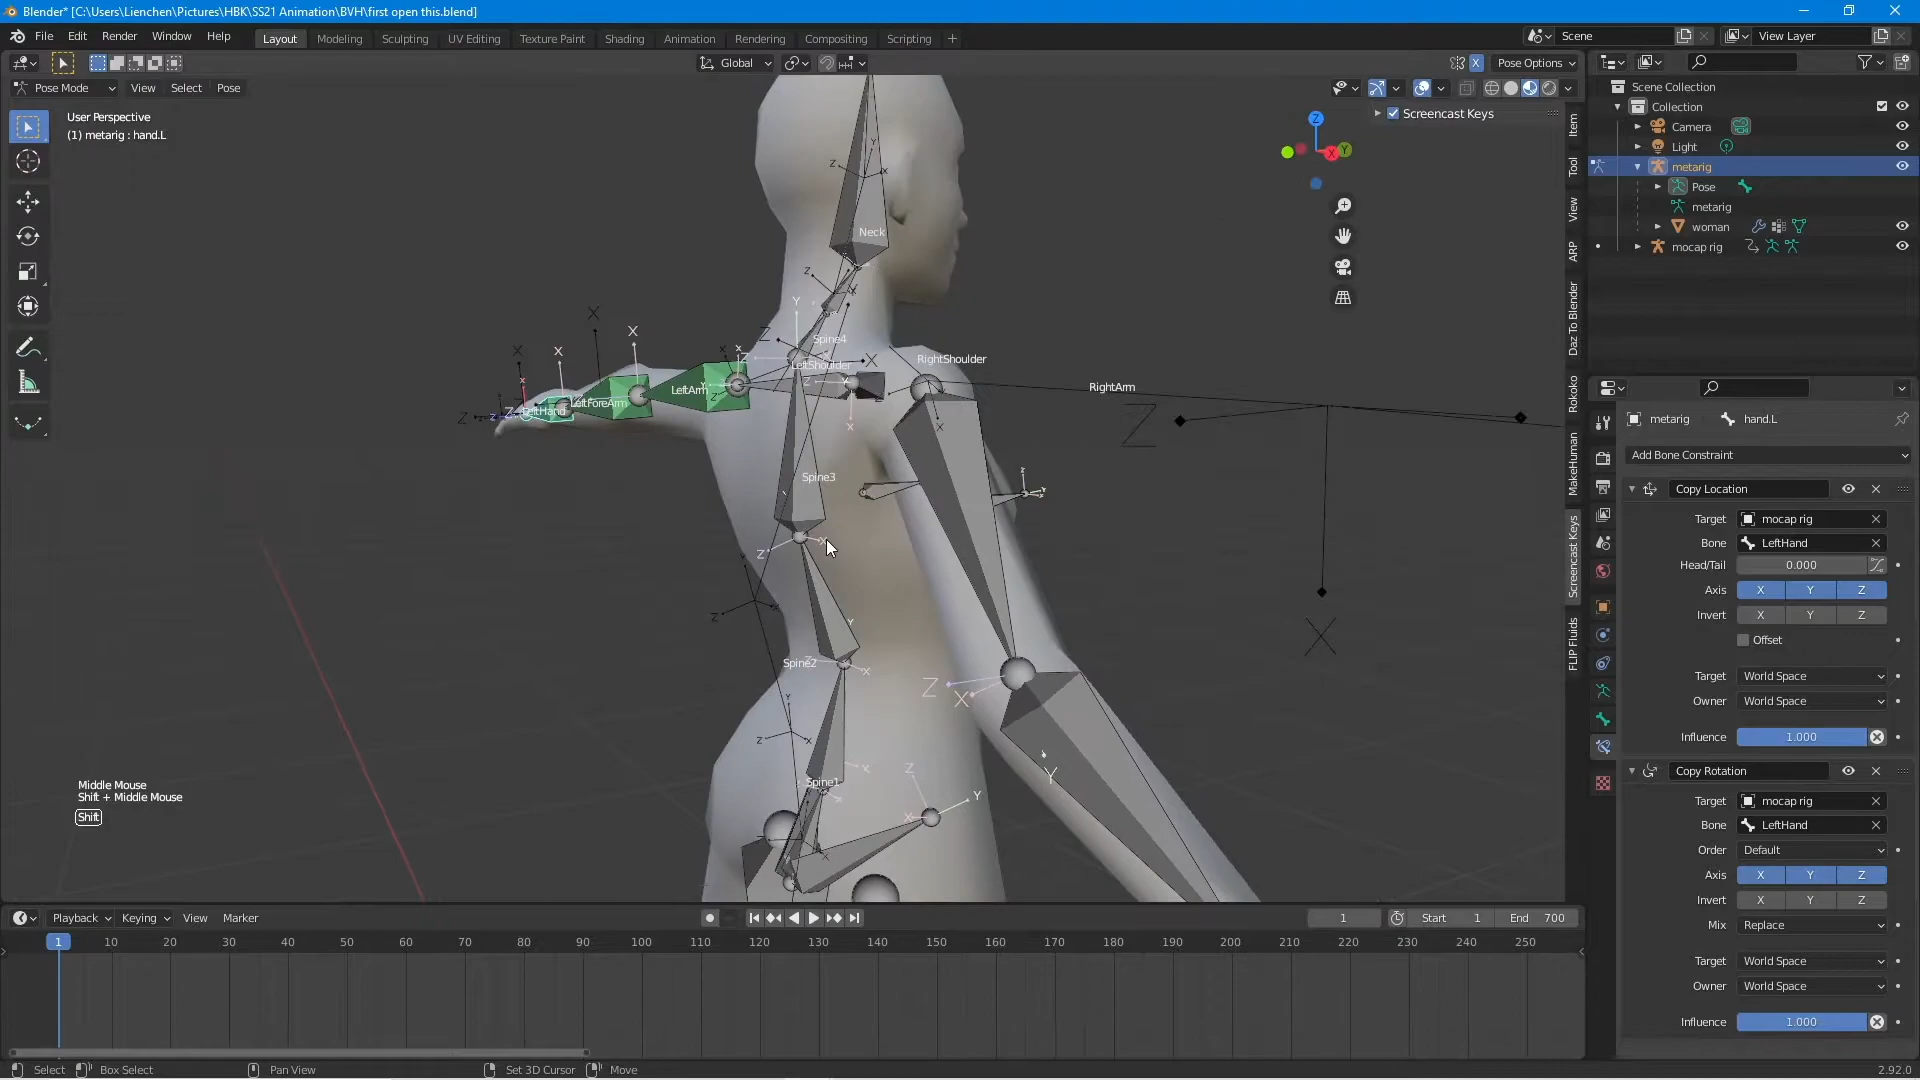 Blender* [C:\Users\Lienchen\Pictures\HBK\SS21 Animation\BVH\first open this.blend]
File Edit Render Window Help
Layout Modeling Sculpting UV Editing Texture Paint Shading Animation Rendering Compositing Scripting +
Scene
View Layer
Global
X Pose Options
Pose Mode View Select Pose
User Perspective
(1) metarig : hand.L
Screencast Keys
Z
X
Y
Item
Tool
View
ARP
Daz To Blender
Rokoko
MakeHuman
Screencast Keys
FLIP Fluids
Neck
Spine4
LeftShoulder
RightShoulder
LeftArm
LeftForeArm
LeftHand
RightArm
Spine3
Spine2
Spine1
Middle Mouse
Shift + Middle Mouse
Shift
Scene Collection
Collection
Camera
Light
metarig
Pose
metarig
woman
mocap rig
metarig hand.L
Add Bone Constraint
Copy Location
Target mocap rig
Bone LeftHand
Head/Tail 0.000
Axis X Y Z
Invert X Y Z
Offset
Target World Space
Owner World Space
Influence 1.000
Copy Rotation
Target mocap rig
Bone LeftHand
Order Default
Axis X Y Z
Invert X Y Z
Mix Replace
Target World Space
Owner World Space
Influence 1.000
Playback Keying View Marker
1 Start 1 End 700
1 10 20 30 40 50 60 70 80 90 100 110 120 130 140 150 160 170 180 190 200 210 220 230 240 250
Select Box Select Pan View Set 3D Cursor Move 2.92.0